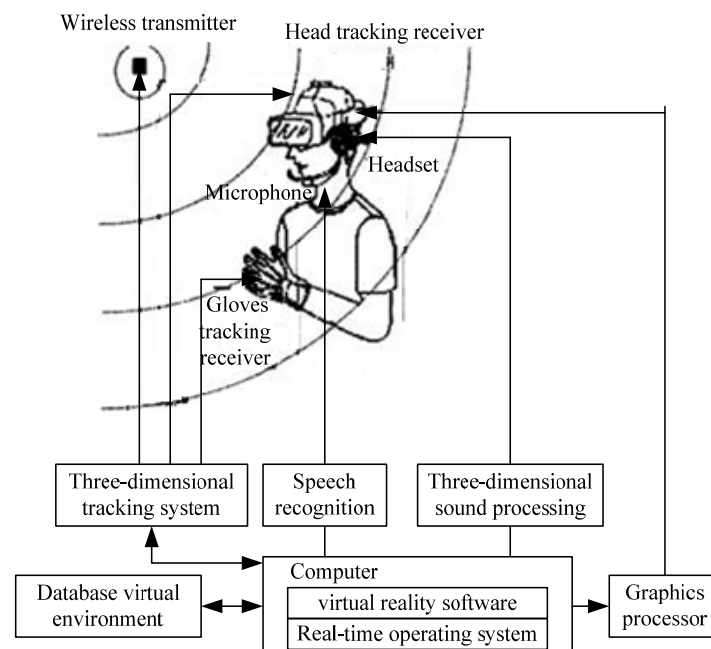 Wireless transmitter
Head tracking receiver
Headset
Microphone
Gloves
tracking
receiver
Three-dimensional
tracking system
Speech
recognition
Three-dimensional
sound processing
Computer
virtual reality software
Real-time operating system
Database virtual
environment
Graphics
processor